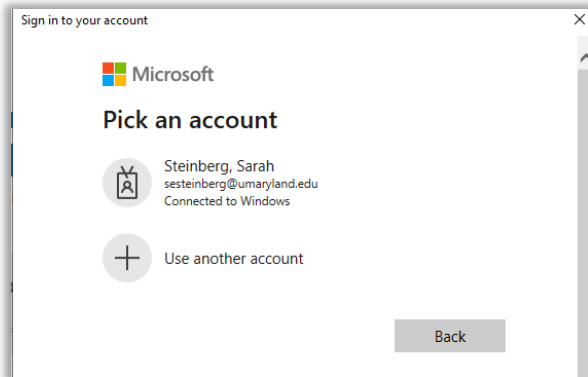 Sign in to your account
Microsoft
Pick an account
Steinberg, Sarah
sesteinberg@umaryland.edu
Connected to Windows
Use another account
Back